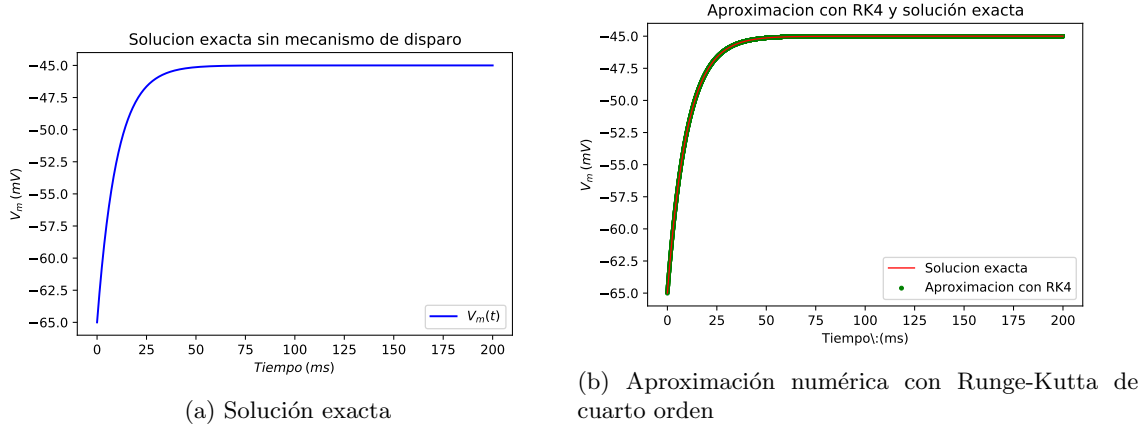 Solucion exacta sin mecanismo de disparo
−45.0
−47.5
−50.0
−52.5
−55.0
−57.5
−60.0
−62.5
−65.0
V_m (mV)
V_m(t)
0 25 50 75 100 125 150 175 200
Tiempo (ms)
(a) Solución exacta
Aproximacion con RK4 y solución exacta
−45.0
−47.5
−50.0
−52.5
−55.0
−57.5
−60.0
−62.5
−65.0
V_m (mV)
Solucion exacta
Aproximacion con RK4
0 25 50 75 100 125 150 175 200
Tiempo\:(ms)
(b) Aproximación numérica con Runge-Kutta de
cuarto orden